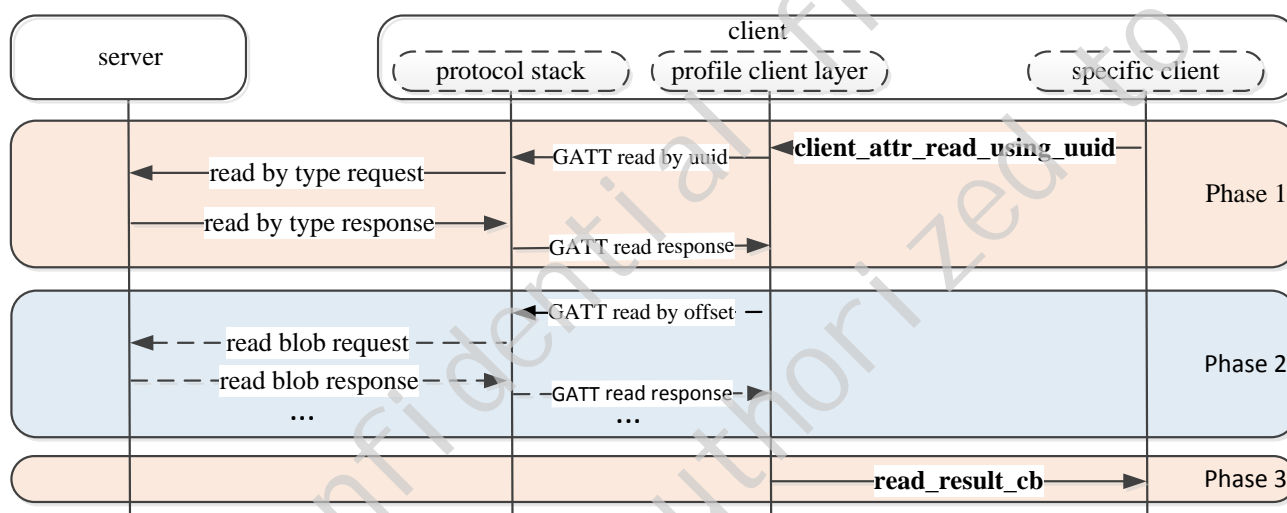 client
server
protocol stack
profile client layer
specific client
client_attr_read_using_uuid
GATT read by uuid
read by type request
Phase 1
read by type response
GATT read response
GATT read by offset
read blob request
Phase 2
read blob response
GATT read response
...
...
read_result_cb
Phase 3